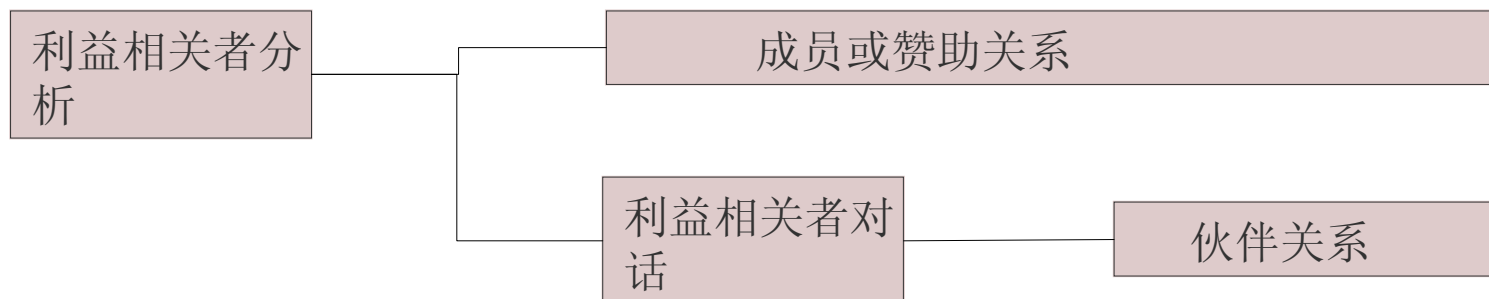 利益相关者分
析
成员或赞助关系
利益相关者对
话
伙伴关系